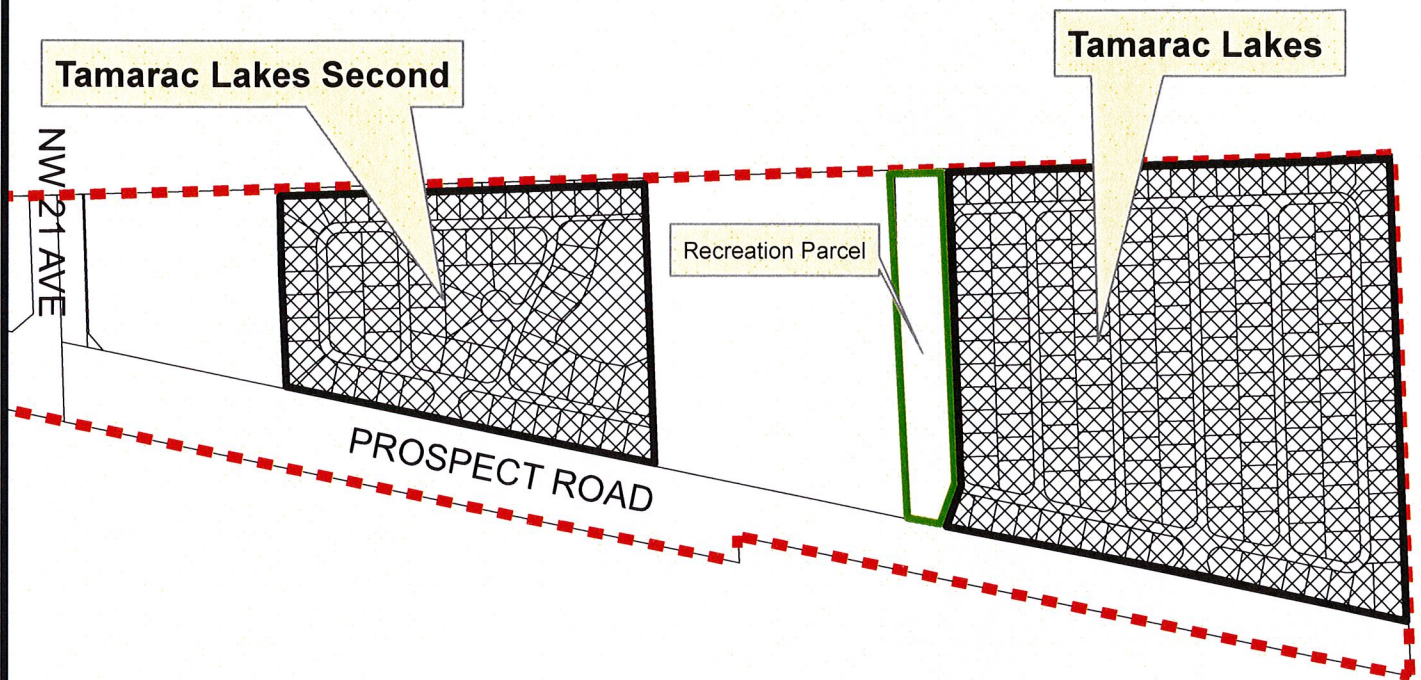 Tamarac Lakes Second
Tamarac Lakes
NW 21 AVE
Recreation Parcel
PROSPECT ROAD